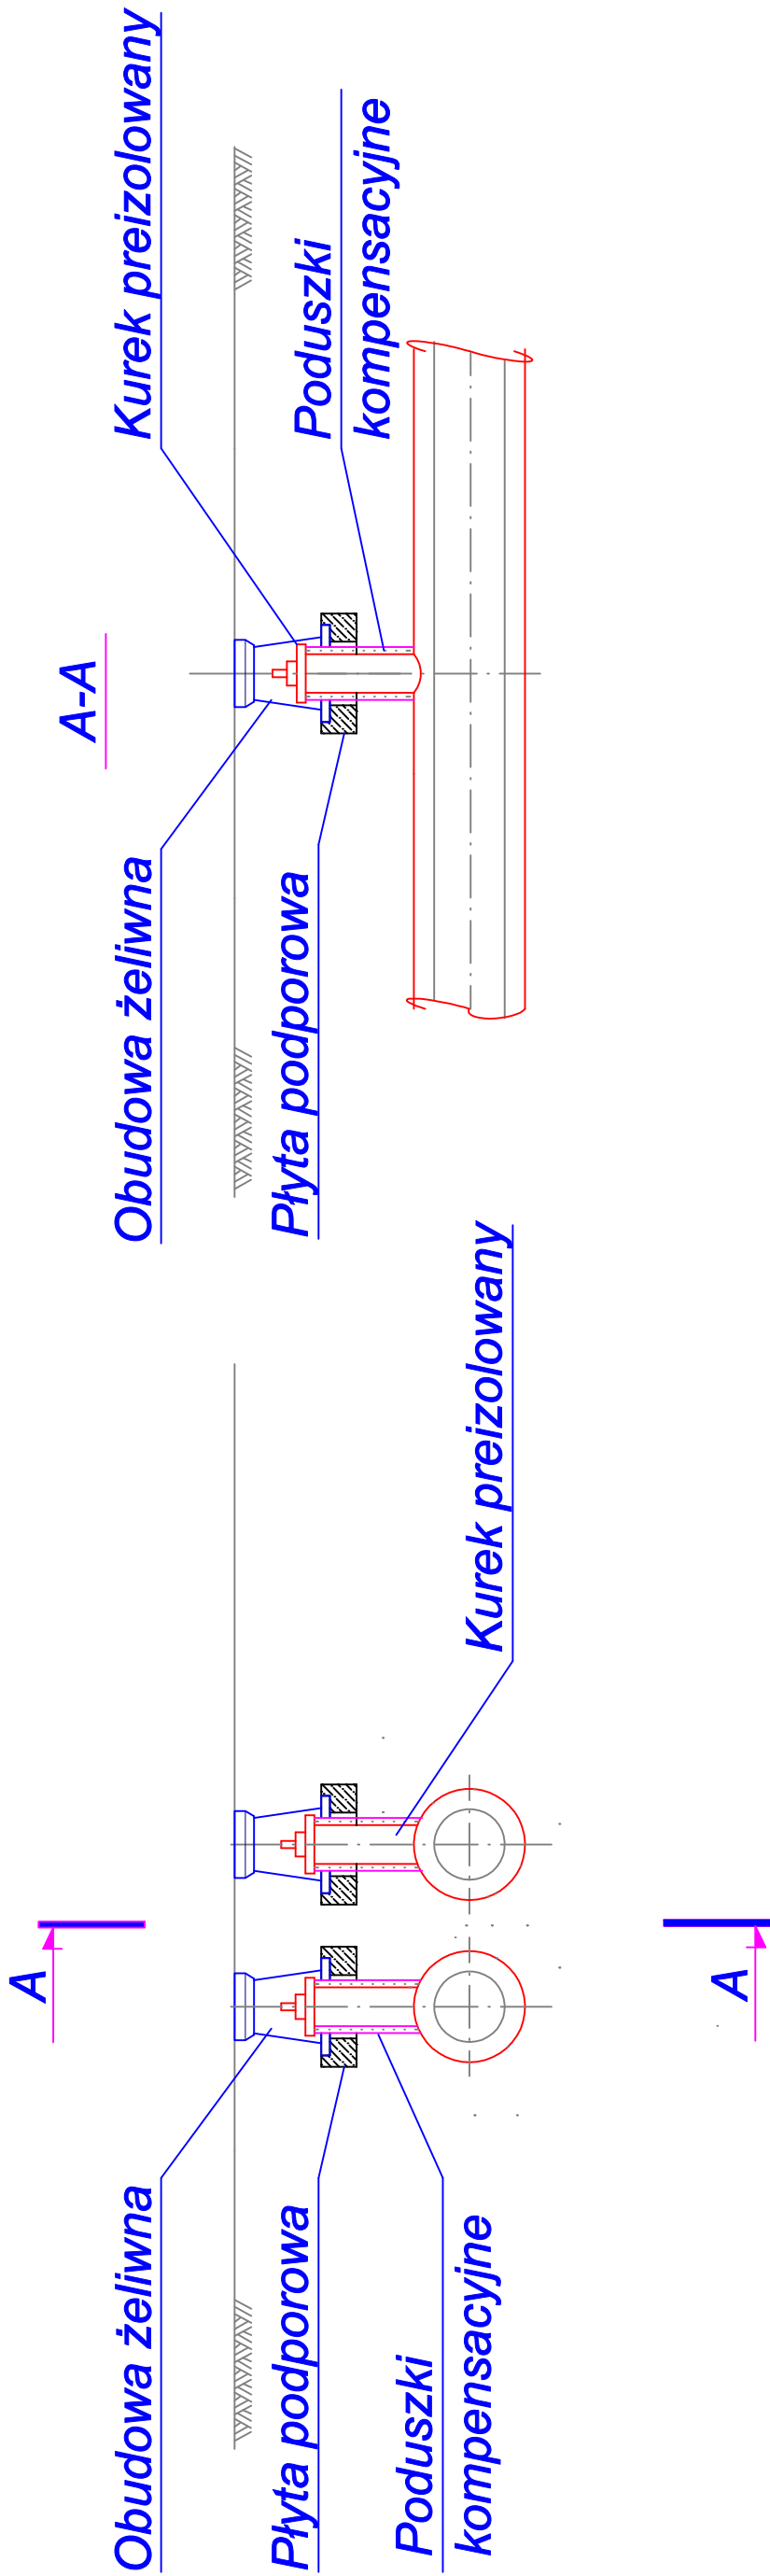 A
A
Obudowa żeliwna
Płyta podporowa
Poduszki
kompensacyjne
Kurek preizolowany
A-A
Obudowa żeliwna
Płyta podporowa
Kurek preizolowany
Poduszki
kompensacyjne